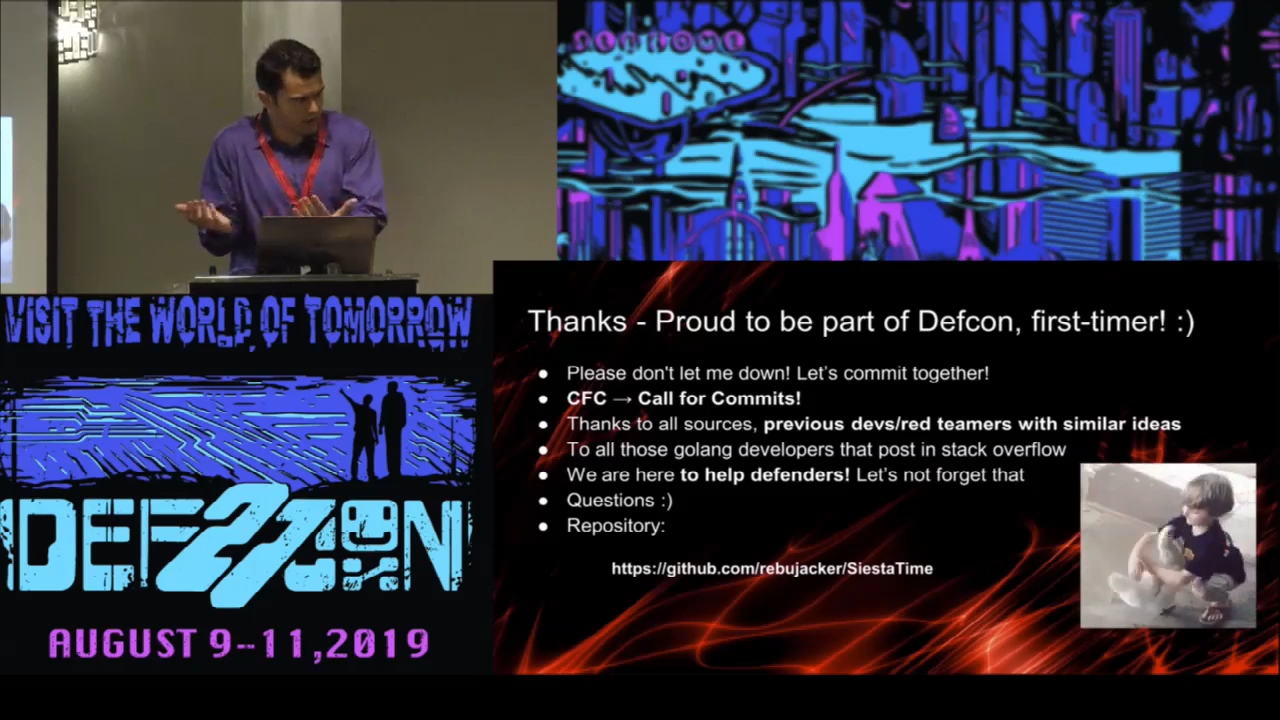 WELCOME
VISIT THE WORLD OF TOMORROW
DEFCON
27
AUGUST 9-11,2019
Thanks - Proud to be part of Defcon, first-timer! :)
● Please don't let me down! Let's commit together!
● CFC → Call for Commits!
● Thanks to all sources, previous devs/red teamers with similar ideas
● To all those golang developers that post in stack overflow
● We are here to help defenders! Let's not forget that
● Questions :)
● Repository:
https://github.com/rebujacker/SiestaTime